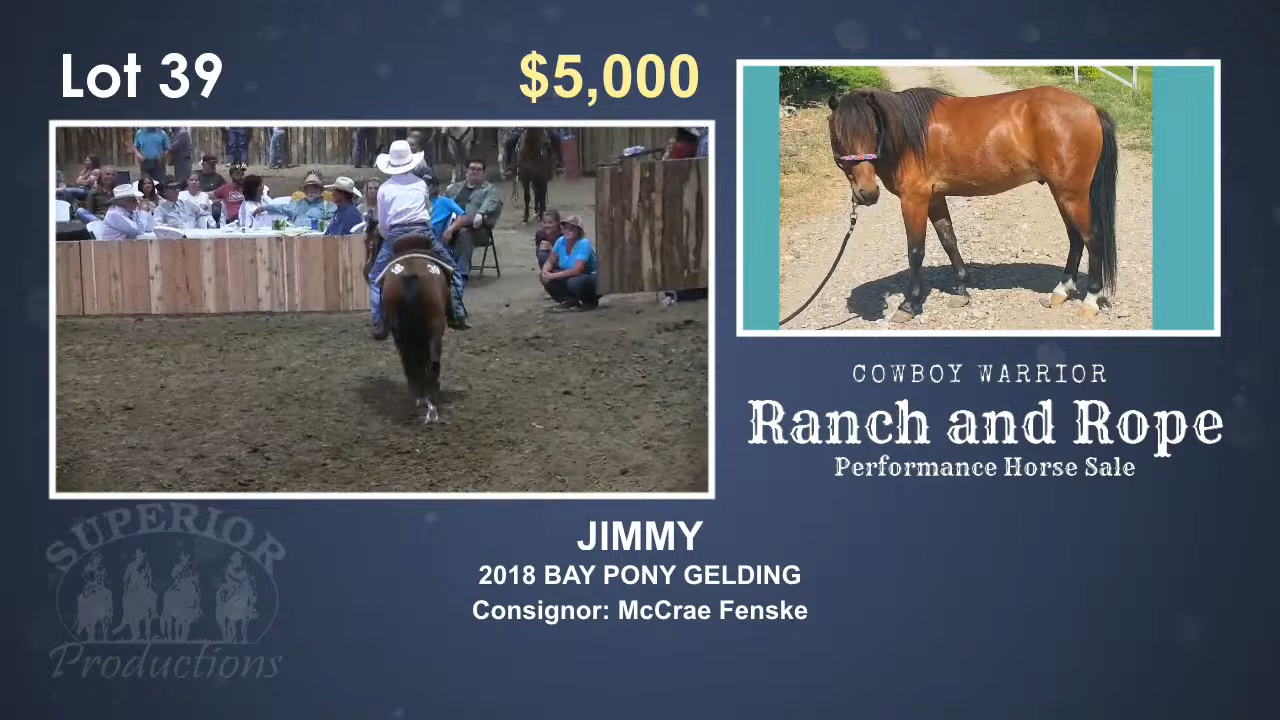 Lot 39
$5,000
COWBOY WARRIOR
Ranch and Rope
Performance Horse Sale
JIMMY
2018 BAY PONY GELDING
Consignor: McCrae Fenske
SUPERIOR
Productions